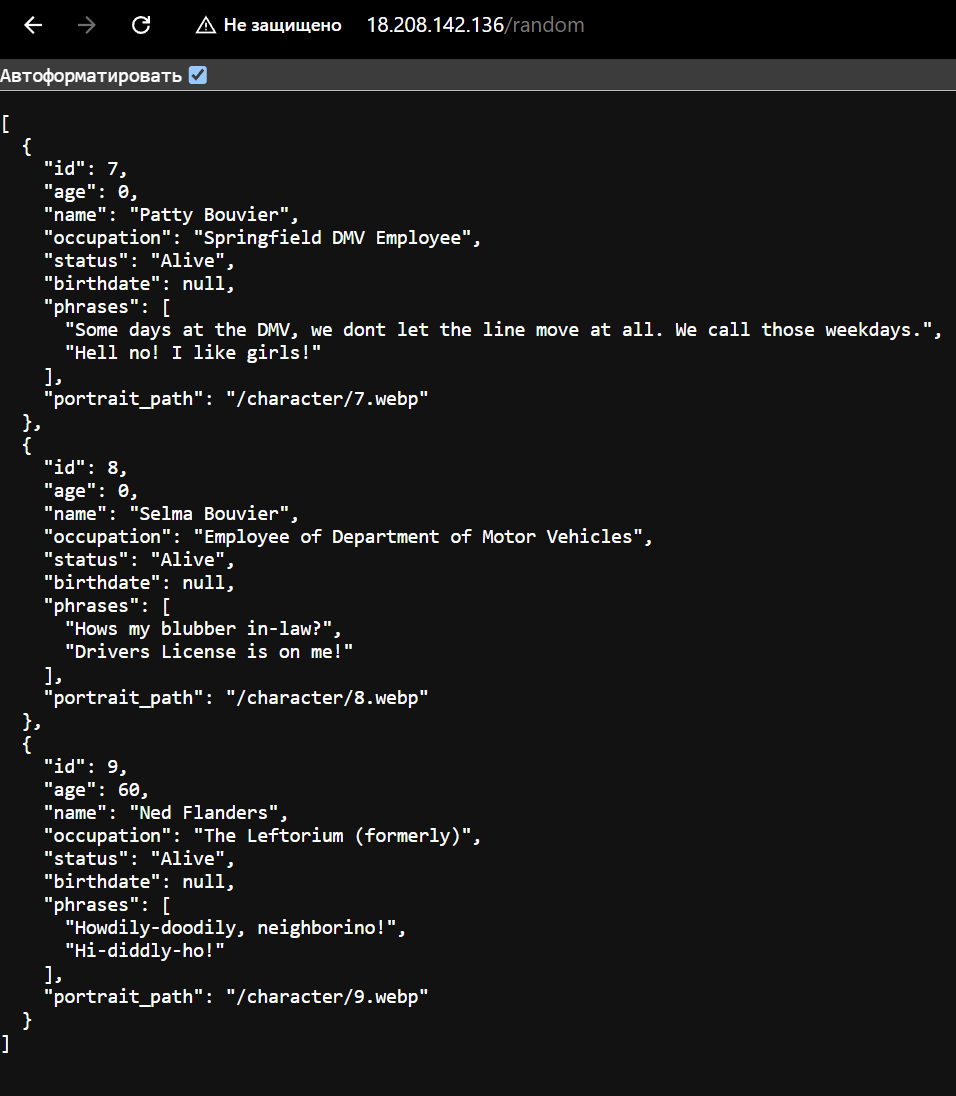 Не защищено 18.208.142.136/random
Автоформатировать
[
  {
    "id": 7,
    "age": 0,
    "name": "Patty Bouvier",
    "occupation": "Springfield DMV Employee",
    "status": "Alive",
    "birthdate": null,
    "phrases": [
      "Some days at the DMV, we dont let the line move at all. We call those weekdays.",
      "Hell no! I like girls!"
    ],
    "portrait_path": "/character/7.webp"
  },
  {
    "id": 8,
    "age": 0,
    "name": "Selma Bouvier",
    "occupation": "Employee of Department of Motor Vehicles",
    "status": "Alive",
    "birthdate": null,
    "phrases": [
      "Hows my blubber in-law?",
      "Drivers License is on me!"
    ],
    "portrait_path": "/character/8.webp"
  },
  {
    "id": 9,
    "age": 60,
    "name": "Ned Flanders",
    "occupation": "The Leftorium (formerly)",
    "status": "Alive",
    "birthdate": null,
    "phrases": [
      "Howdily-doodily, neighborino!",
      "Hi-diddly-ho!"
    ],
    "portrait_path": "/character/9.webp"
  }
]